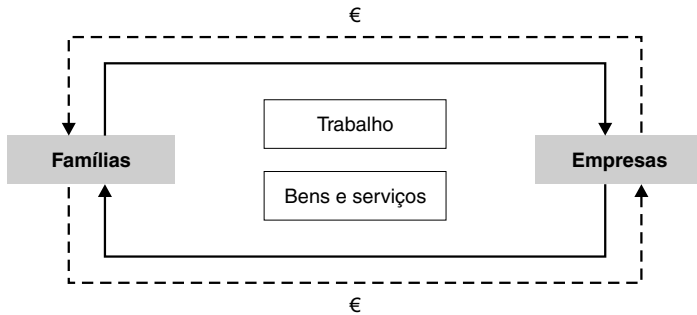 €
Trabalho
Famílias
Empresas
Bens e serviços
€